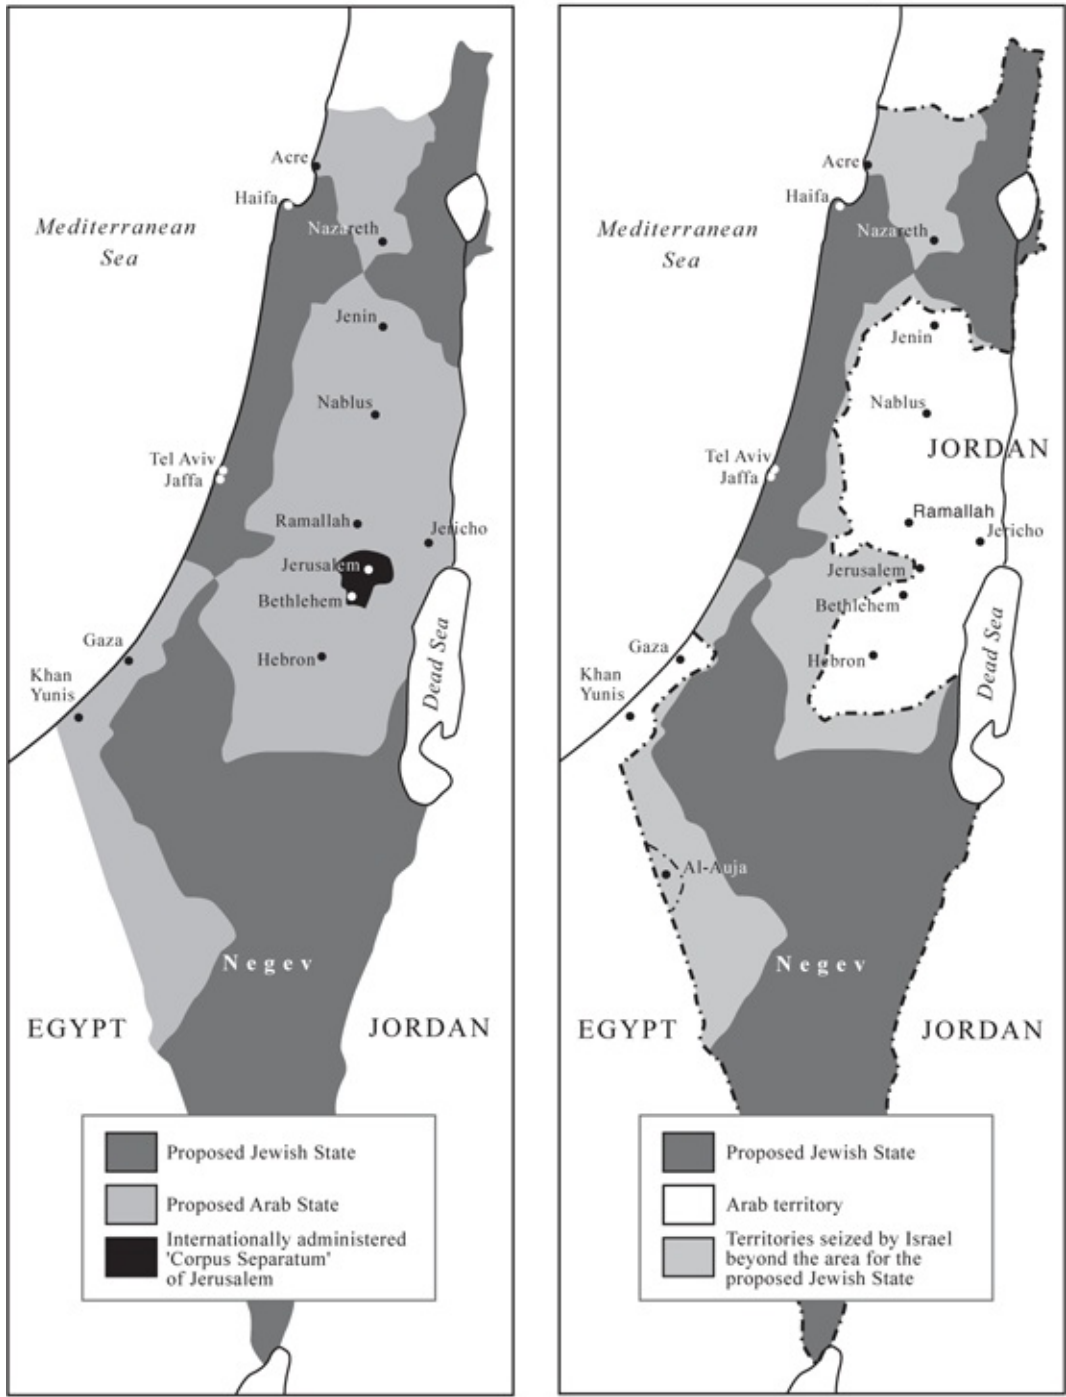 Acre
Haifa
Mediterranean
Sea
Nazareth
Jenin
Nablus
Tel Aviv
Jaffa
Ramallah
Jericho
Jerusalem
Bethlehem
Gaza
Hebron
Khan
Yunis
Dead Sea
Negev
EGYPT
JORDAN
Proposed Jewish State
Proposed Arab State
Internationally administered
'Corpus Separatum'
of Jerusalem
Acre
Haifa
Mediterranean
Sea
Nazareth
Jenin
Nablus
JORDAN
Tel Aviv
Jaffa
Ramallah
Jericho
Jerusalem
Bethlehem
Gaza
Hebron
Khan
Yunis
Dead Sea
Al-Auja
Negev
EGYPT
JORDAN
Proposed Jewish State
Arab territory
Territories seized by Israel
beyond the area for the
proposed Jewish State